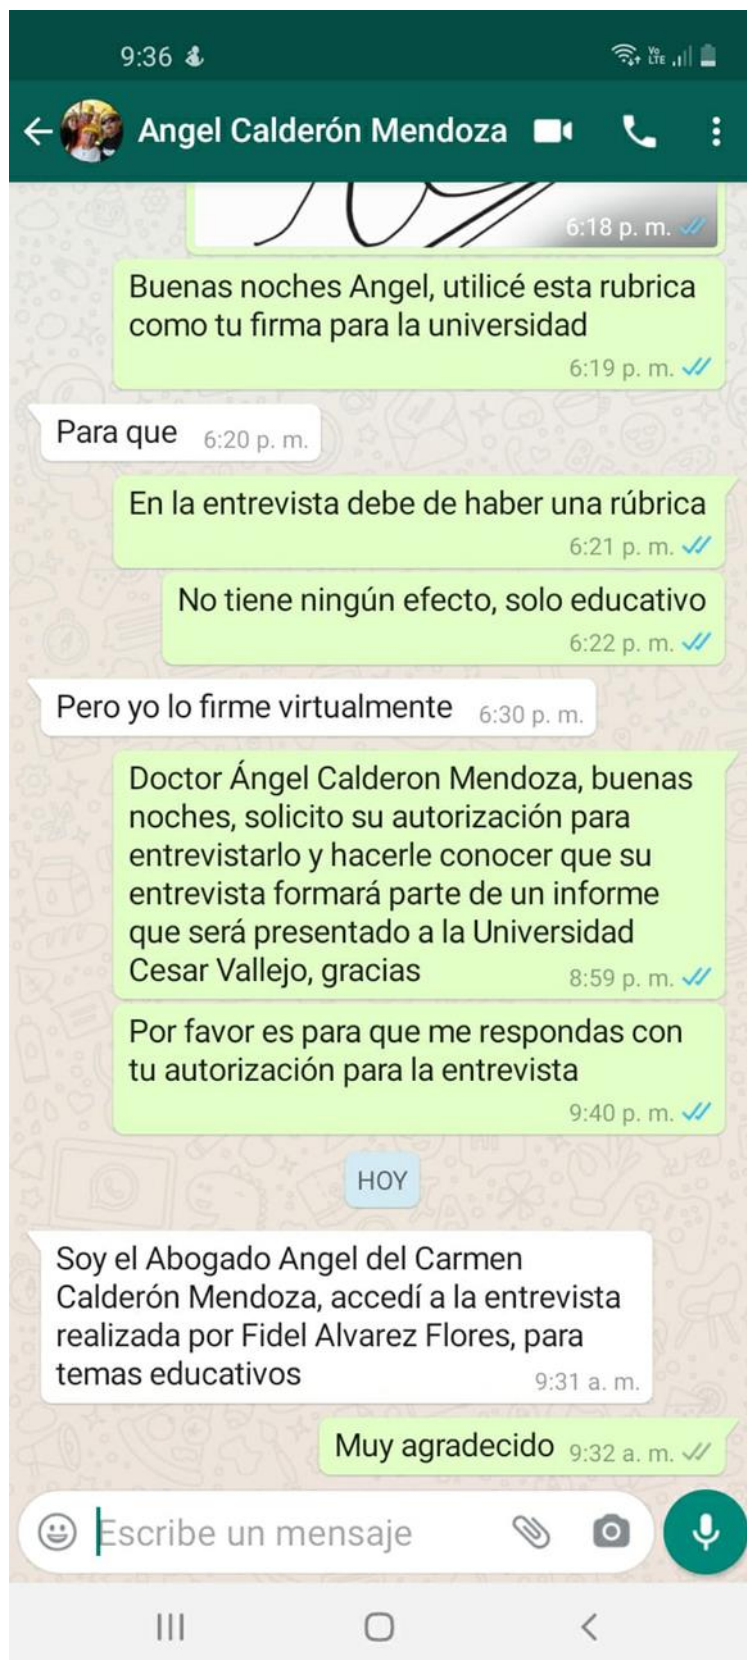 9:36
Vo
LTE
Angel Calderón Mendoza
6:18 p. m.
Buenas noches Angel, utilicé esta rubrica
como tu firma para la universidad
6:19 p. m.
Para que 6:20 p. m.
En la entrevista debe de haber una rúbrica
6:21 p. m.
No tiene ningún efecto, solo educativo
6:22 p. m.
Pero yo lo firme virtualmente 6:30 p. m.
Doctor Ángel Calderon Mendoza, buenas
noches, solicito su autorización para
entrevistarlo y hacerle conocer que su
entrevista formará parte de un informe
que será presentado a la Universidad
Cesar Vallejo, gracias 8:59 p. m.
Por favor es para que me respondas con
tu autorización para la entrevista
9:40 p. m.
HOY
Soy el Abogado Angel del Carmen
Calderón Mendoza, accedí a la entrevista
realizada por Fidel Alvarez Flores, para
temas educativos 9:31 a. m.
Muy agradecido 9:32 a. m.
Escribe un mensaje